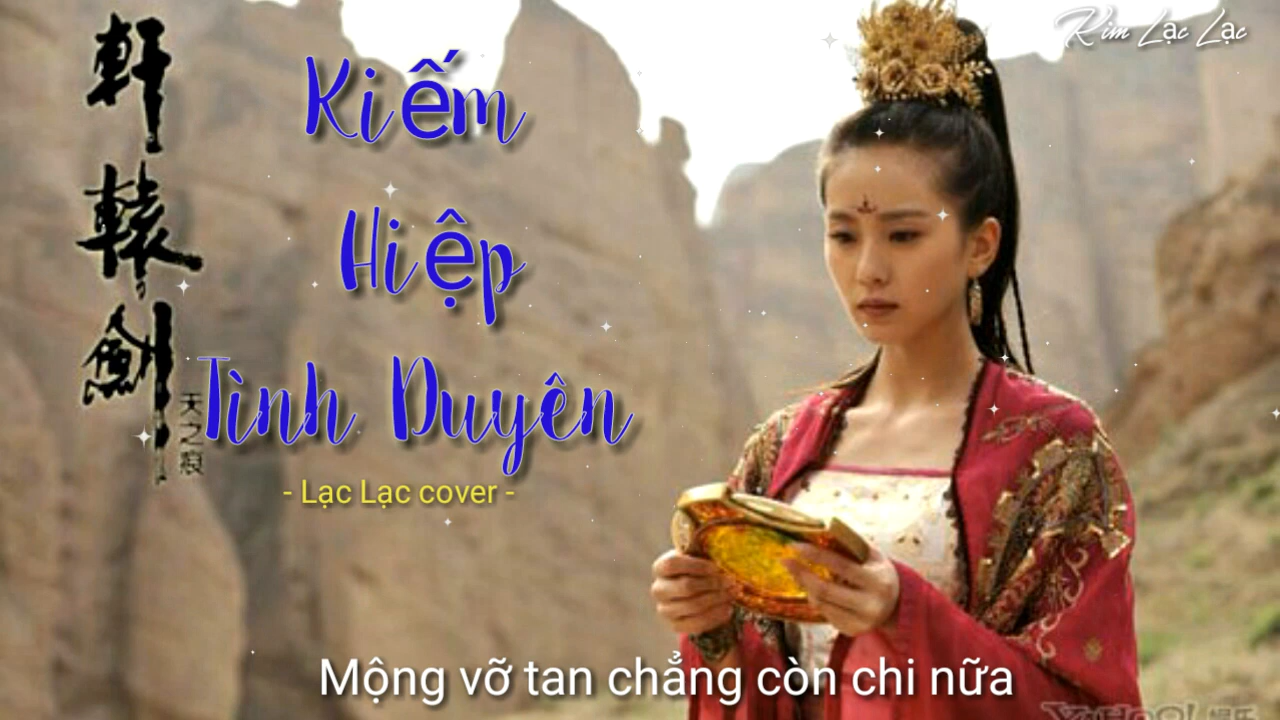 軒轅劍
天之痕
Kim Lạc Lạc
Kiếm
Hiệp
Tình Duyên
- Lạc Lạc cover -
Mộng vỡ tan chẳng còn chi nữa
YAHOO!